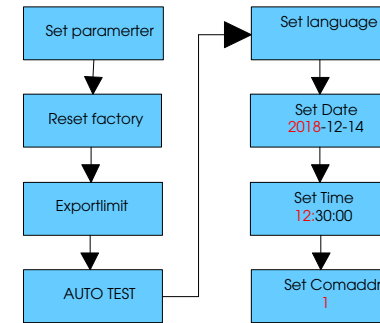 Set paramerter
Reset factory
Exportlimit
AUTO TEST
Set language
Set Date
2018-12-14
Set Time
12:30:00
Set Comaddr
1